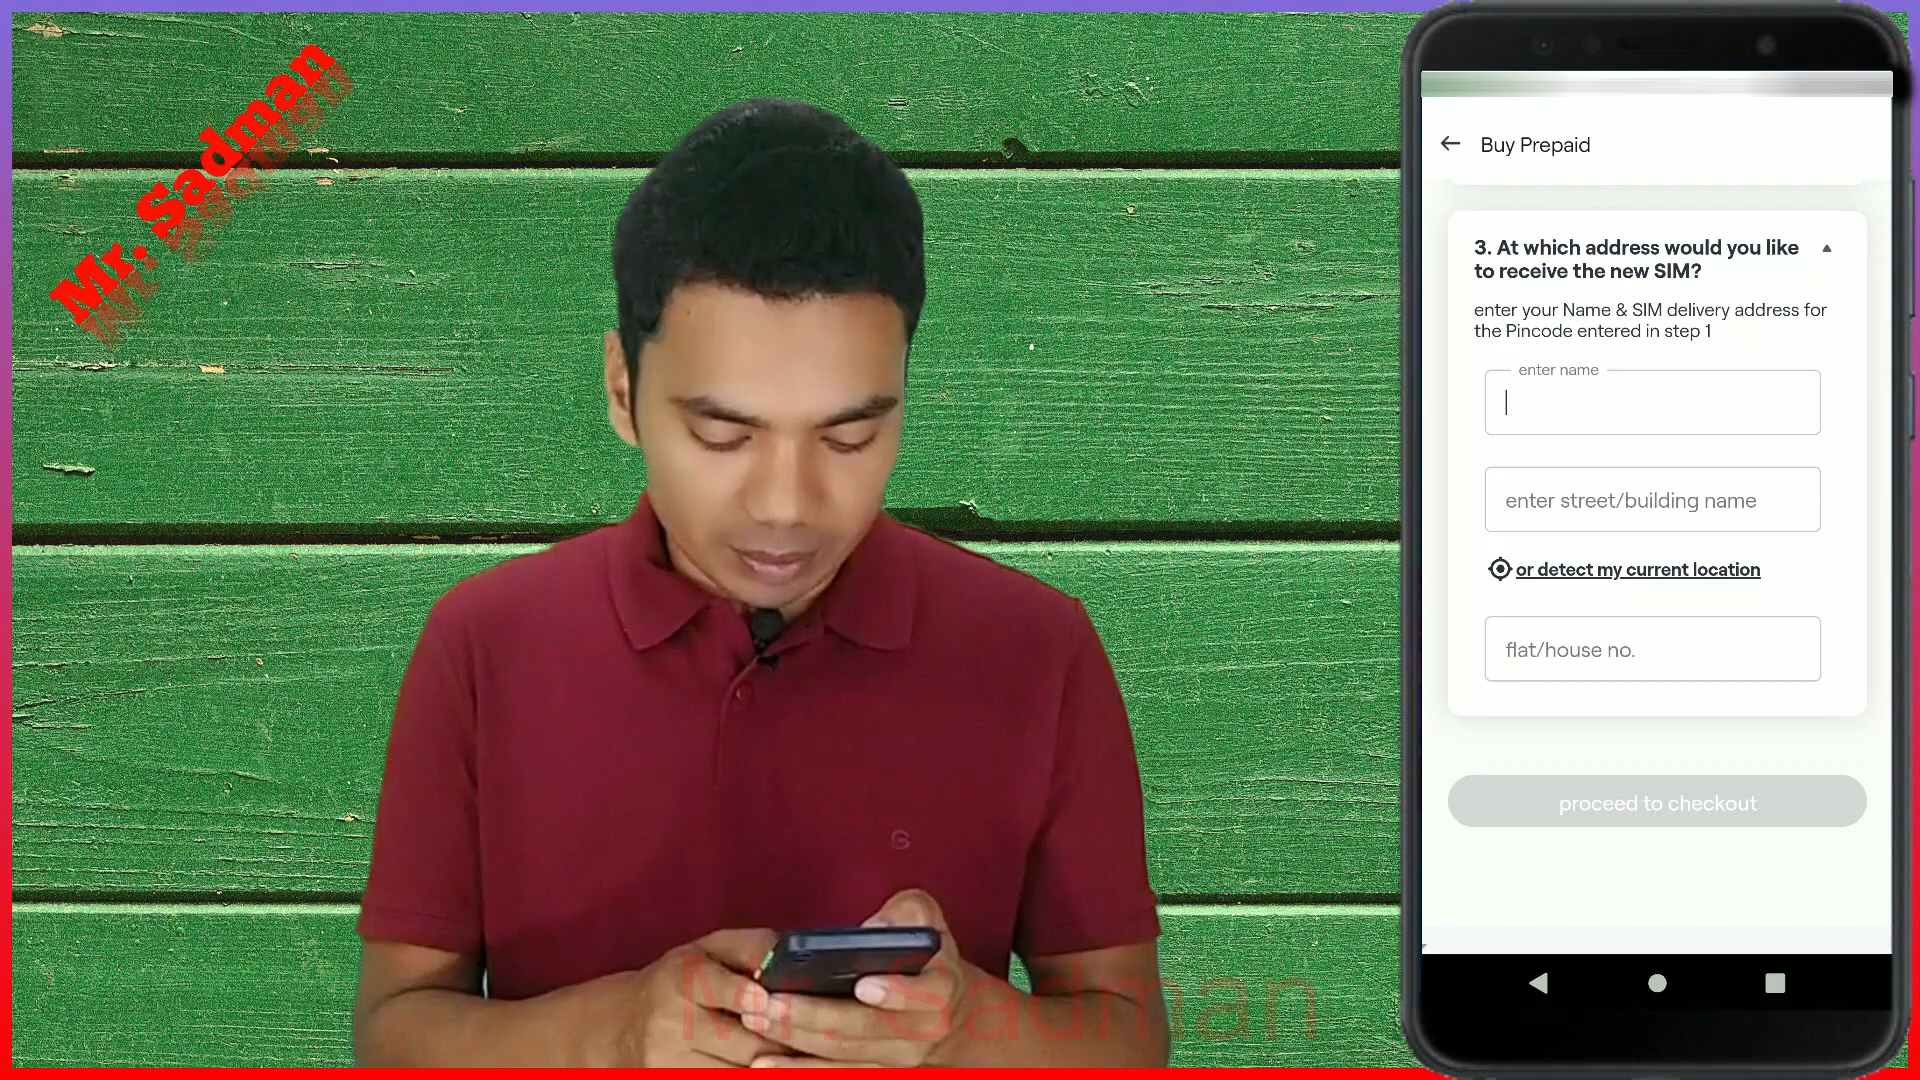 Mr. Sadman
Buy Prepaid
3. At which address would you like
to receive the new SIM?
enter your Name & SIM delivery address for
the Pincode entered in step 1
enter name
enter street/building name
or detect my current location
flat/house no.
proceed to checkout
G
Mr. Sadman